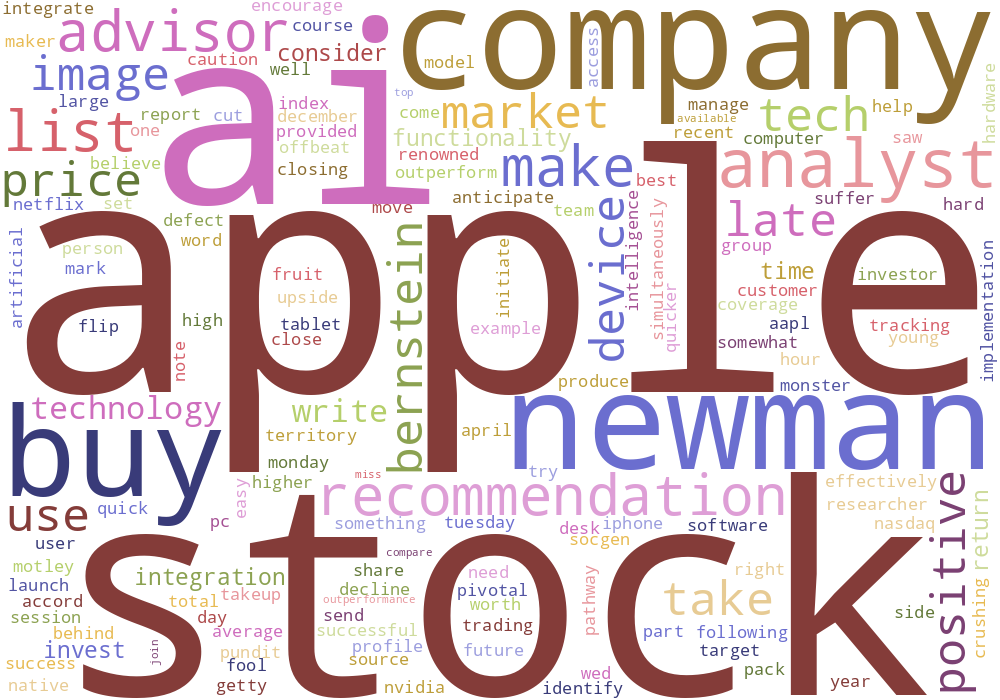 integrate
encourage
maker
advisor
course
company
caution
consider
model
access
image
well
ai
large
index
december
top
come
market
manage
available
tech
help
hardware
report
cut
list
one
provided
functionality
recent
computer
saw
offbeat
believe
closing
renowned
outperform
make
best
analyst
price
netflix
set
defect
move
anticipate
team
suffer
hard
late
word
person
mark
artificial
group
device
intelligence
simultaneously
quicker
initiate
bernstein
apple
fruit
upside
tablet
close
flip
high
note
example
time
investor
customer
coverage
aapl
tracking
young
somewhat
hour
monster
implementation
produce
technology
write
buy
territory
april
newman
monday
miss
try
higher
easy
recommendation
effectively
researcher
nasdaq
use
quick
pc
something
tuesday
desk
iphone
software
socgen
user
compare
positive
return
motley
launch
integration
share
decline
need
pivotal
worth
pathway
right
take
accord
total
takeup
outperformance
session
day
send
trading
stock
behind
average
successful
part
following
side
crushing
invest
pundit
profile
future
target
join
fool
source
wed
pack
success
native
getty
nvidia
identify
year